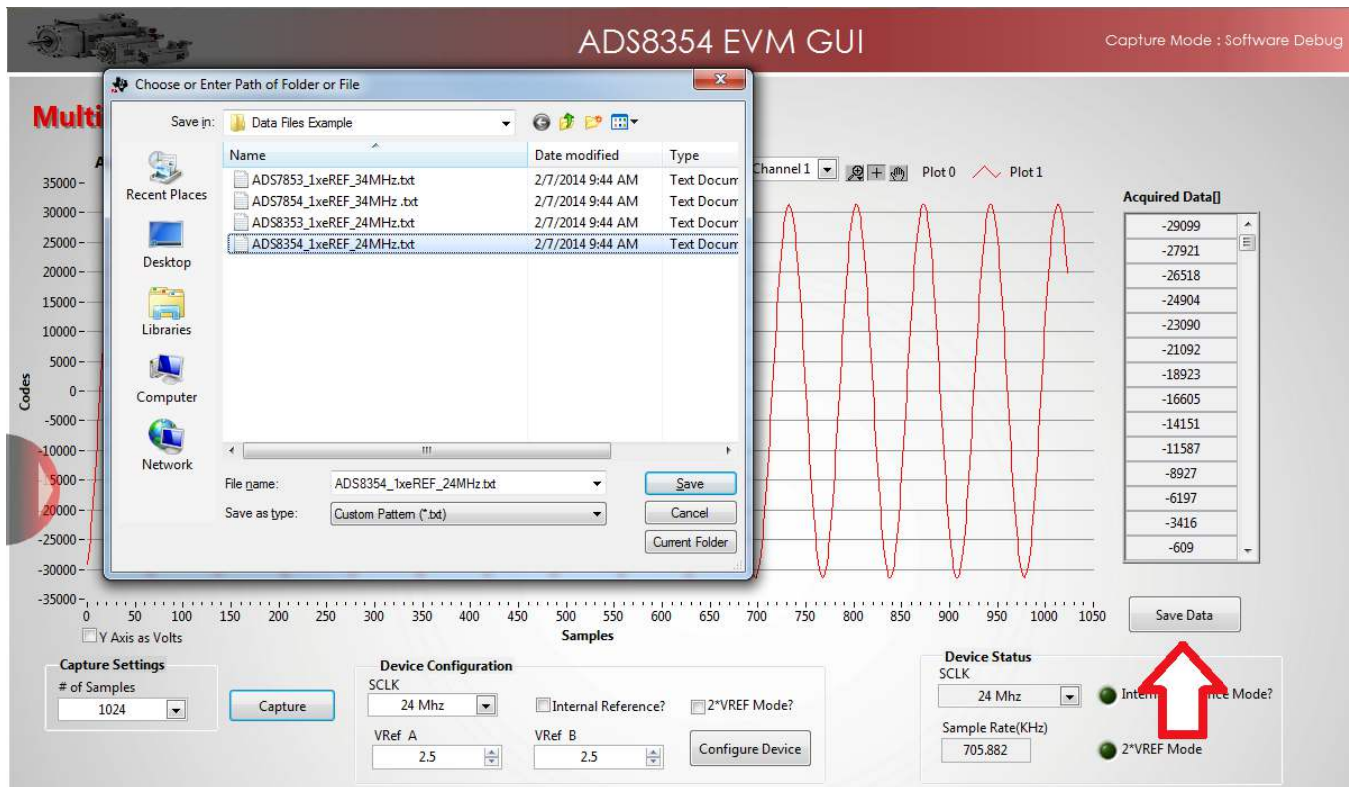 ADS8354 EVM GUI
Capture Mode : Software Debug
Choose or Enter Path of Folder or File
Multi
Save in:
Data Files Example
Name
Date modified
Type
ADS7853_1xeREF_34MHz.txt
2/7/2014 9:44 AM
Text Docum
ADS7854_1xeREF_34MHz .txt
2/7/2014 9:44 AM
Text Docum
ADS8353_1xeREF_24MHz.txt
2/7/2014 9:44 AM
Text Docum
ADS8354_1xeREF_24MHz.txt
2/7/2014 9:44 AM
Text Docum
Recent Places
Desktop
Libraries
Computer
Network
File name:
ADS8354_1xeREF_24MHz.txt
Save
Save as type:
Custom Pattern (*.txt)
Cancel
Current Folder
Channel 1
Plot 0
Plot 1
A
35000
30000
25000
20000
15000
10000
5000
0
-5000
-10000
-15000
-20000
-25000
-30000
-35000
Codes
0 50 100 150 200 250 300 350 400 450 500 550 600 650 700 750 800 850 900 950 1000 1050
Samples
Y Axis as Volts
Acquired Data[]
-29099
-27921
-26518
-24904
-23090
-21092
-18923
-16605
-14151
-11587
-8927
-6197
-3416
-609
Save Data
Capture Settings
# of Samples
1024
Capture
Device Configuration
SCLK
24 Mhz
Internal Reference?
2*VREF Mode?
VRef A
2.5
VRef B
2.5
Configure Device
Device Status
SCLK
24 Mhz
Inter nce Mode?
Sample Rate(KHz)
705.882
2*VREF Mode